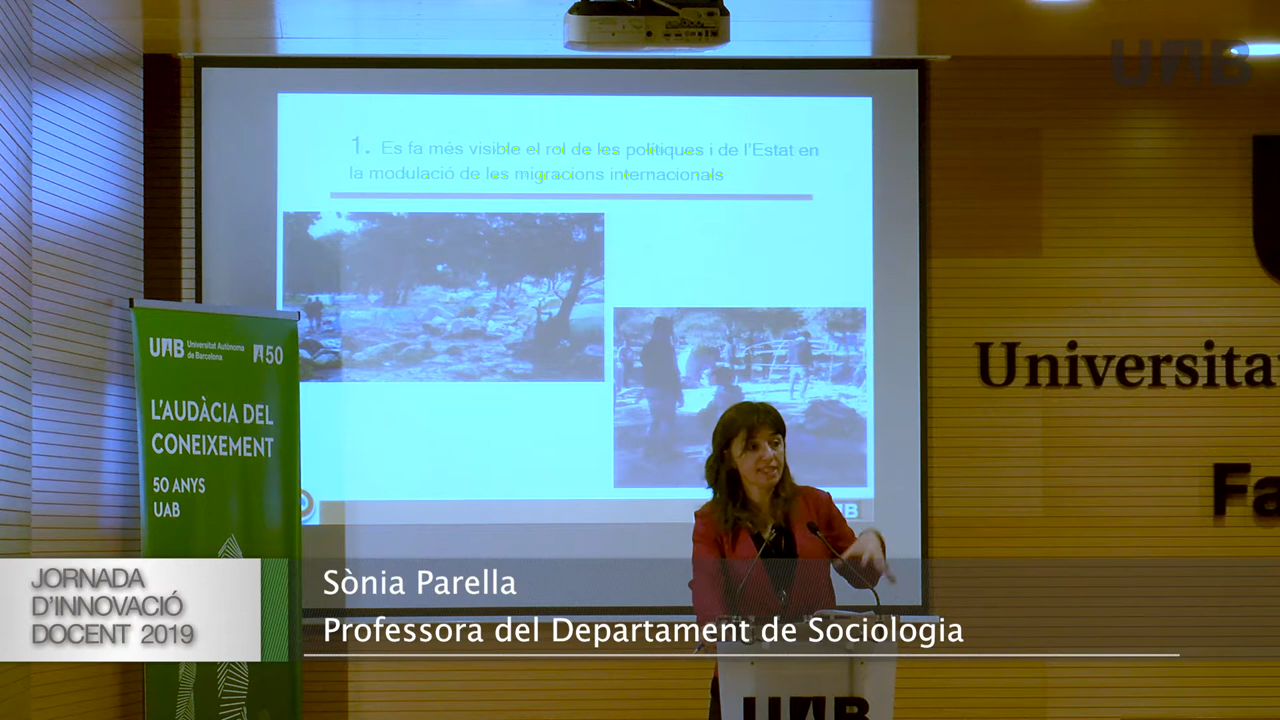 UAB
1. Es fa més visible el rol de les polítiques i de l'Estat en
la modulació de les migracions internacionals
UAB Universitat Autònoma
de Barcelona
50
L'AUDÀCIA DEL
CONEIXEMENT
50 ANYS
UAB
Universita
Fa
JORNADA
D'INNOVACIÓ
DOCENT 2019
Sònia Parella
Professora del Departament de Sociologia
UAB